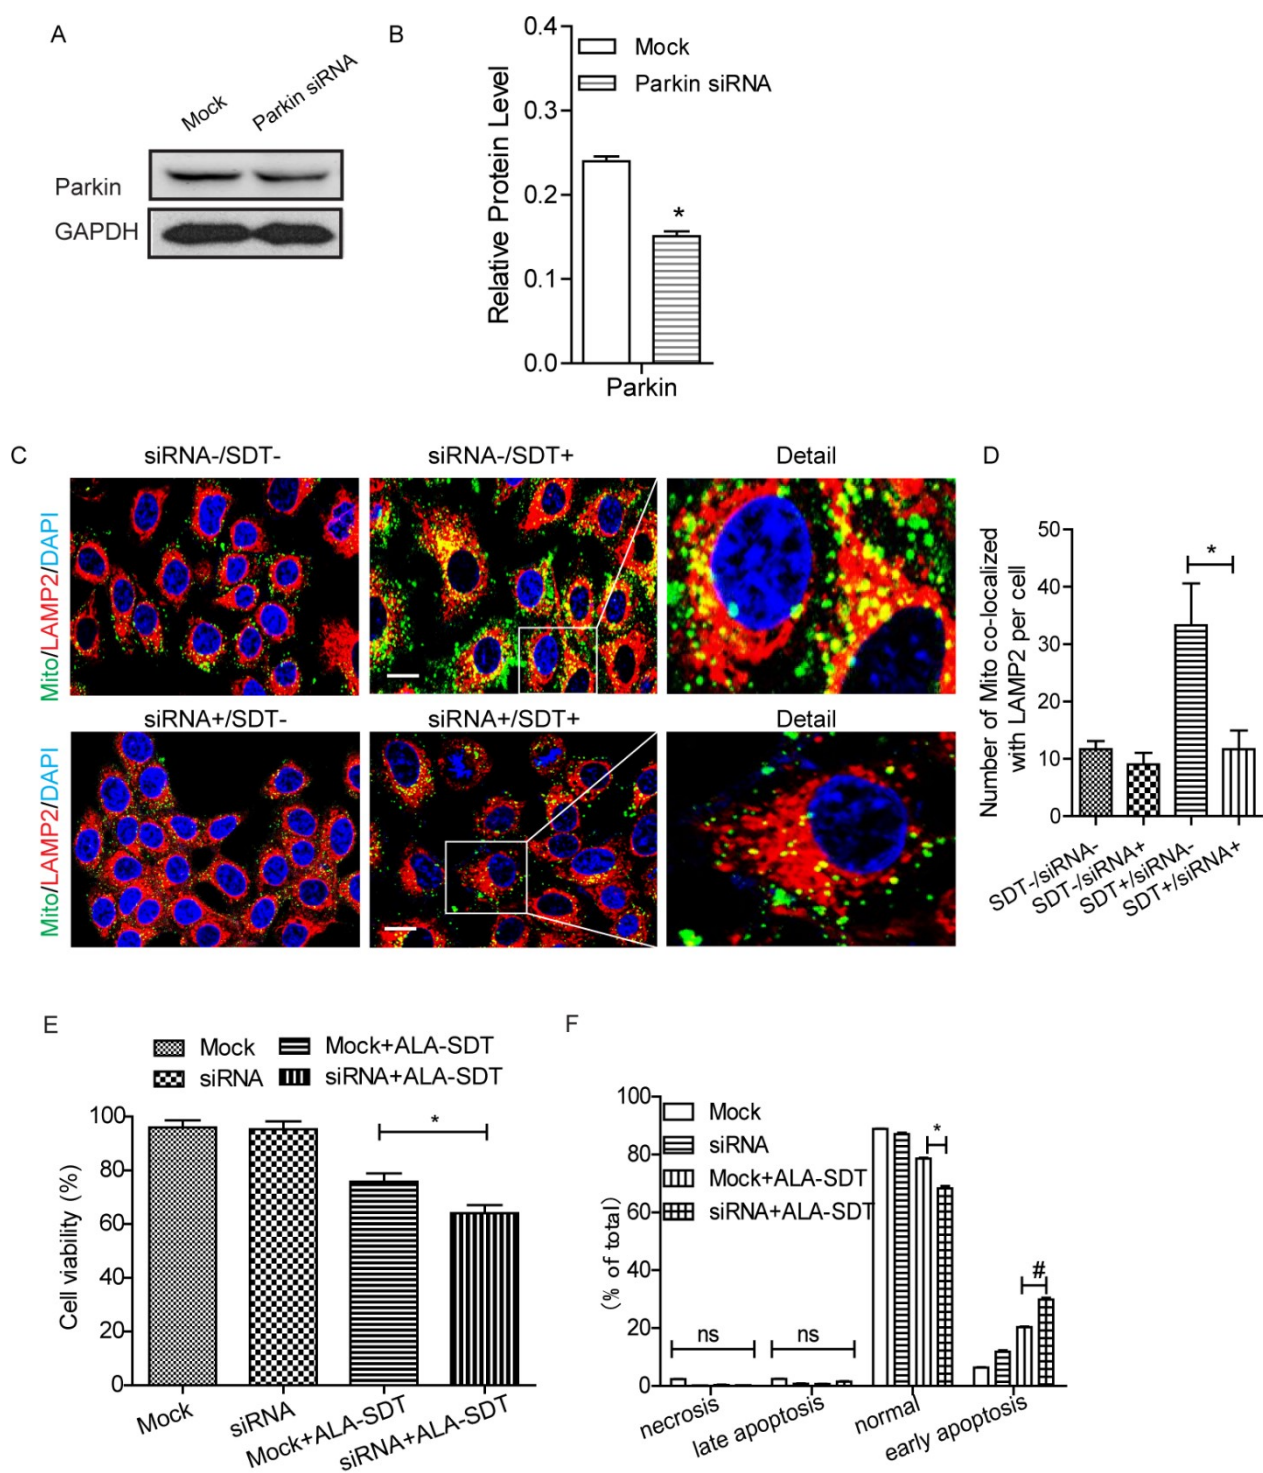 A
Mock
Parkin siRNA
Parkin
GAPDH
B
0.4
0.3
0.2
0.1
0.0
Relative Protein Level
Mock
Parkin siRNA
*
Parkin
C
siRNA-/SDT-
siRNA-/SDT+
Detail
Mito/LAMP2/DAPI
siRNA+/SDT-
siRNA+/SDT+
Detail
Mito/LAMP2/DAPI
D
Number of Mito co-localized
with LAMP2 per cell
50
40
30
20
10
0
*
SDT-/siRNA-
SDT-/siRNA+
SDT+/siRNA-
SDT+/siRNA+
E
Mock
Mock+ALA-SDT
siRNA
siRNA+ALA-SDT
Cell viability (%)
100
80
60
40
20
0
*
Mock
siRNA
Mock+ALA-SDT
siRNA+ALA-SDT
F
(% of total)
100
80
60
40
20
0
Mock
siRNA
Mock+ALA-SDT
siRNA+ALA-SDT
ns
ns
*
#
necrosis
late apoptosis
normal
early apoptosis